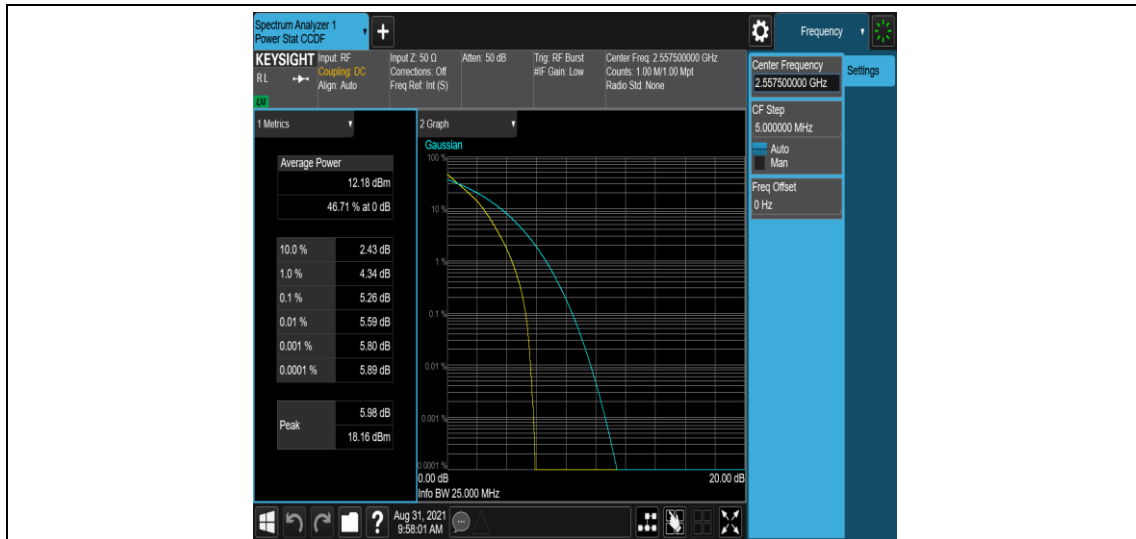 Spectrum Analyzer 1
Power Stat CCDF
+
Frequency
KEYSIGHT
RL
LXI
Input: RF
Coupling: DC
Align: Auto
Input Z: 50 Ω
Corrections: Off
Freq Ref: Int (S)
Atten: 50 dB
Trig: RF Burst
#IF Gain: Low
Center Freq: 2.557500000 GHz
Counts: 1.00 M/1.00 Mpt
Radio Std: None
Center Frequency
2.557500000 GHz
Settings
CF Step
5.000000 MHz
Auto
Man
Freq Offset
0 Hz
1 Metrics
Average Power
12.18 dBm
46.71 % at 0 dB
10.0 % 2.43 dB
1.0 % 4.34 dB
0.1 % 5.26 dB
0.01 % 5.59 dB
0.001 % 5.80 dB
0.0001 % 5.89 dB
Peak
5.98 dB
18.16 dBm
2 Graph
Gaussian
100 %
10 %
1 %
0.1 %
0.01 %
0.001 %
0.0001 %
0.00 dB 20.00 dB
Info BW 25.000 MHz
?
Aug 31, 2021
9:58:01 AM